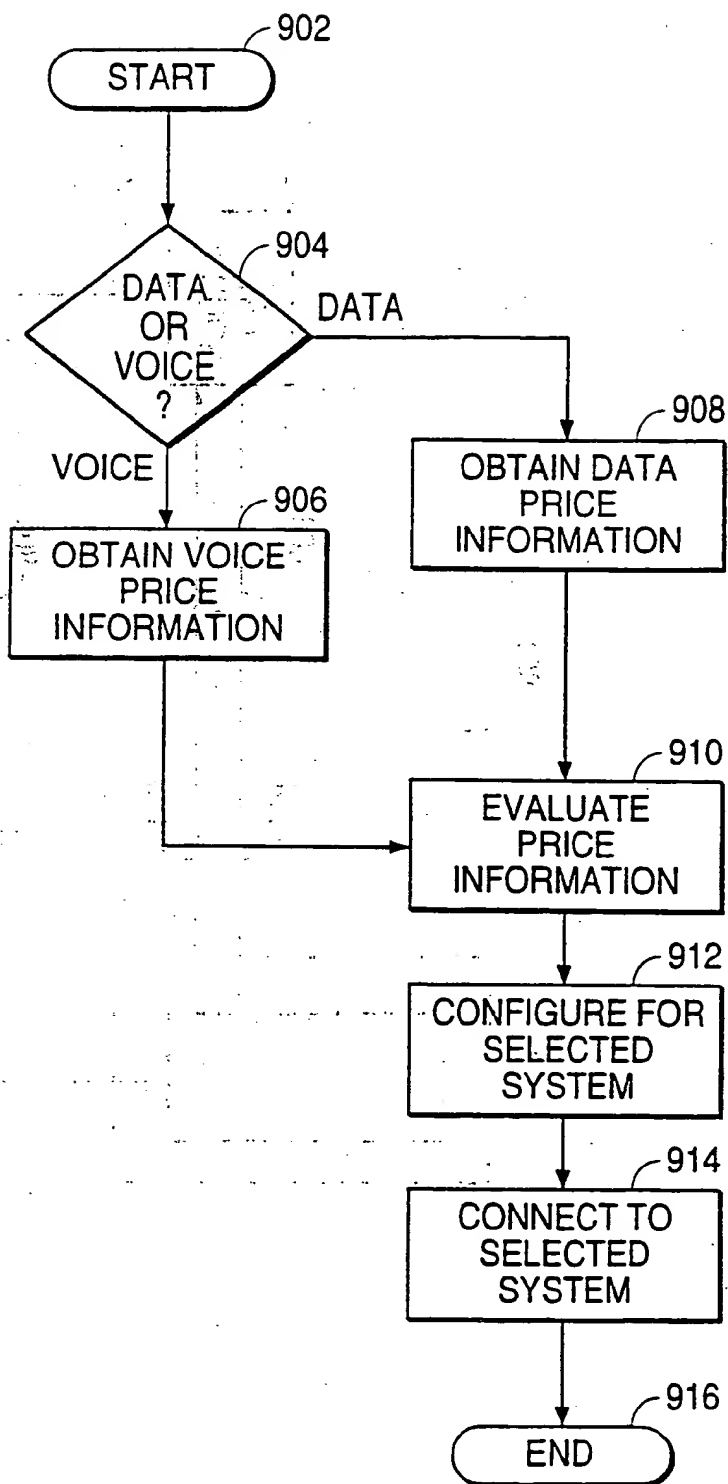 902
START
904
DATA
OR
VOICE
?
DATA
VOICE
906
OBTAIN VOICE
PRICE
INFORMATION
908
OBTAIN DATA
PRICE
INFORMATION
910
EVALUATE
PRICE
INFORMATION
912
CONFIGURE FOR
SELECTED
SYSTEM
914
CONNECT TO
SELECTED
SYSTEM
916
END